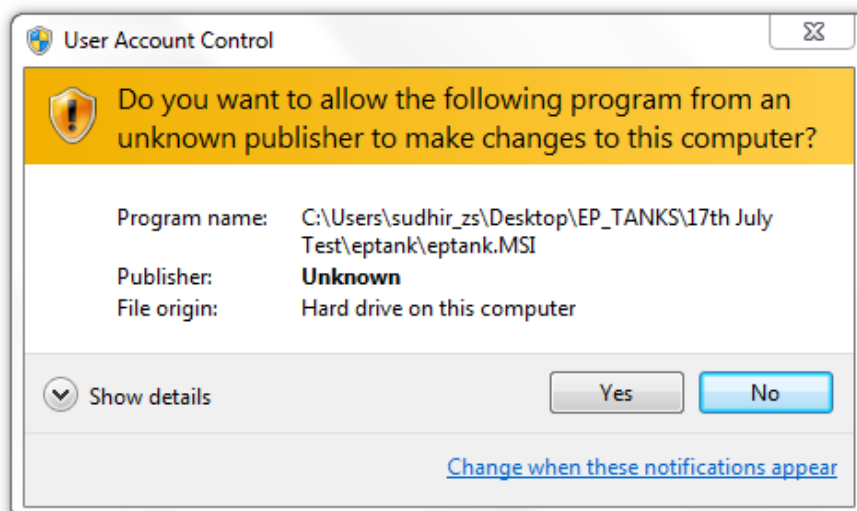 User Account Control
Do you want to allow the following program from an
unknown publisher to make changes to this computer?
Program name: C:\Users\sudhir_zs\Desktop\EP_TANKS\17th July
Test\eptank\eptank.MSI
Publisher: Unknown
File origin: Hard drive on this computer
Show details Yes No
Change when these notifications appear